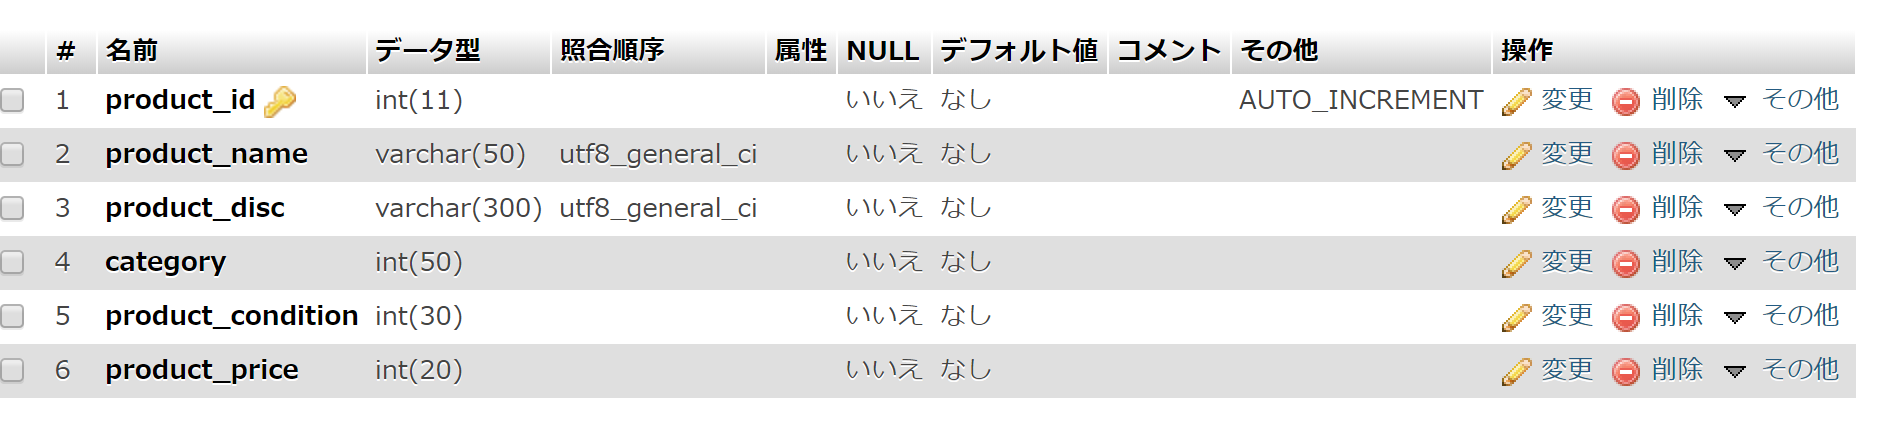 # 名前 データ型 照合順序 属性 NULL デフォルト値 コメント その他 操作
1 product_id int(11) いいえ なし AUTO_INCREMENT 変更 削除 その他
2 product_name varchar(50) utf8_general_ci いいえ なし 変更 削除 その他
3 product_disc varchar(300) utf8_general_ci いいえ なし 変更 削除 その他
4 category int(50) いいえ なし 変更 削除 その他
5 product_condition int(30) いいえ なし 変更 削除 その他
6 product_price int(20) いいえ なし 変更 削除 その他